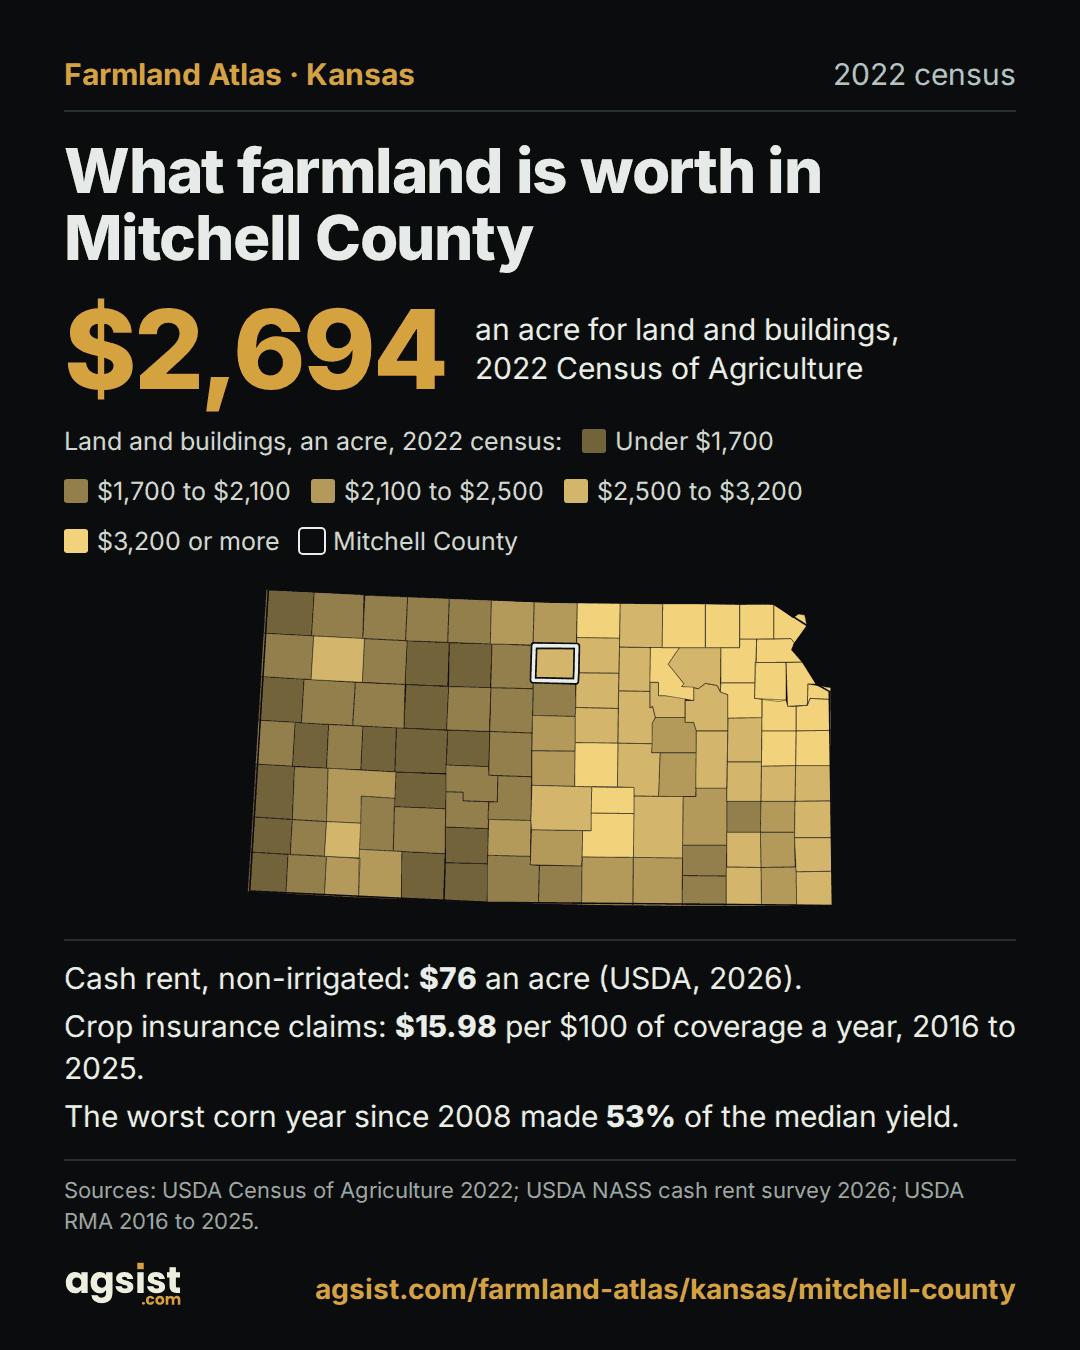 Farmland Atlas · Kansas
2022 census
What farmland is worth in
Mitchell County
$2,694
an acre for land and buildings,
2022 Census of Agriculture
Land and buildings, an acre, 2022 census: Under $1,700
$1,700 to $2,100 $2,100 to $2,500 $2,500 to $3,200
$3,200 or more Mitchell County
Cash rent, non-irrigated: $76 an acre (USDA, 2026).
Crop insurance claims: $15.98 per $100 of coverage a year, 2016 to
2025.
The worst corn year since 2008 made 53% of the median yield.
Sources: USDA Census of Agriculture 2022; USDA NASS cash rent survey 2026; USDA
RMA 2016 to 2025.
agsist
.com
agsist.com/farmland-atlas/kansas/mitchell-county